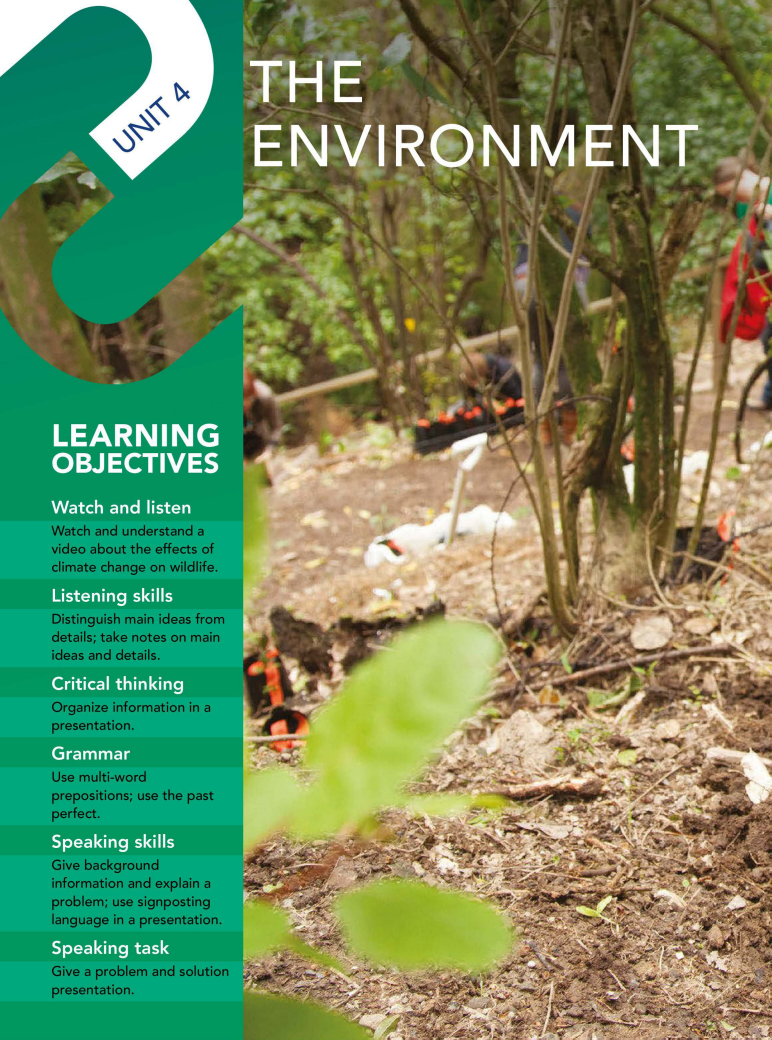 UNIT 4
THE
ENVIRONMENT
LEARNING
OBJECTIVES
Watch and listen
Watch and understand a
video about the effects of
climate change on wildlife.
Listening skills
Distinguish main ideas from
details; take notes on main
ideas and details.
Critical thinking
Organize information in a
presentation.
Grammar
Use multi-word
prepositions; use the past
perfect.
Speaking skills
Give background
information and explain a
problem; use signposting
language in a presentation.
Speaking task
Give a problem and solution
presentation.